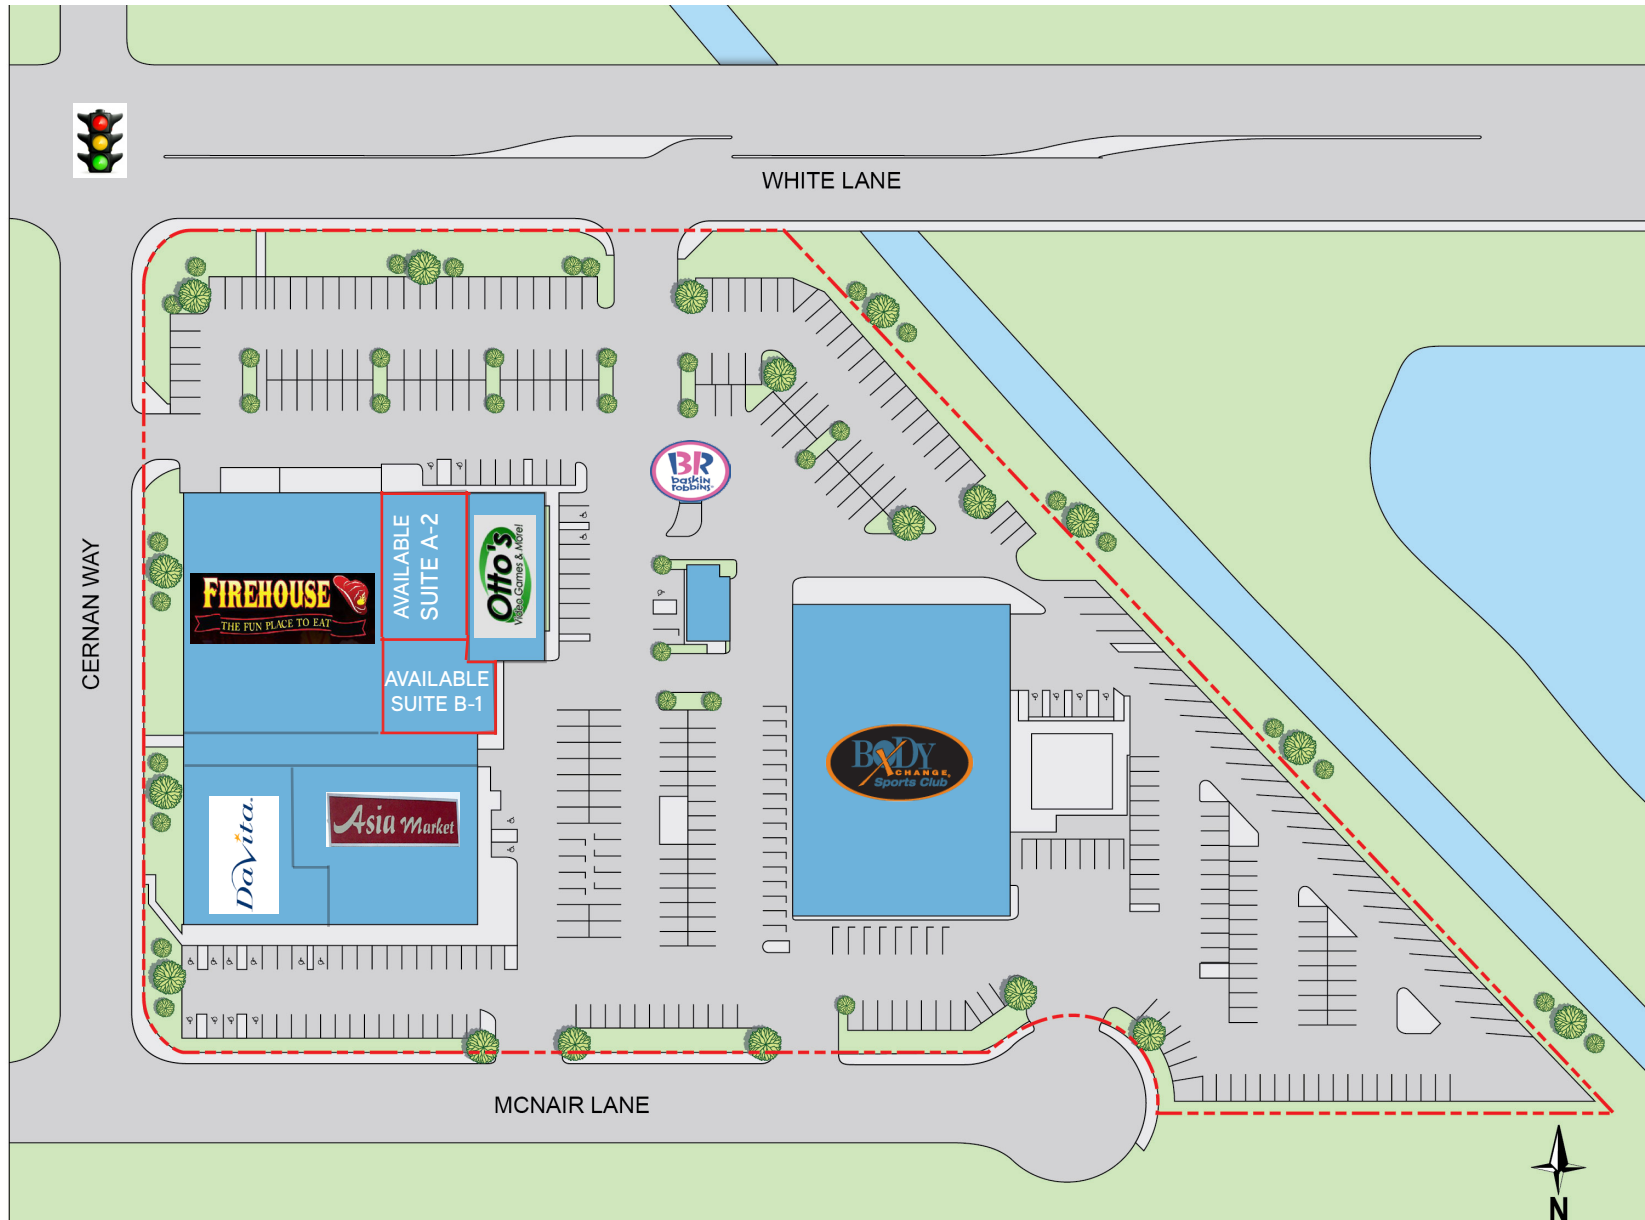 WHITE LANE
BR
baskin
robbins
CERNAN WAY
AVAILABLE
SUITE A-2
Otto's
Video Games & More!
FIREHOUSE
THE FUN PLACE TO EAT
AVAILABLE
SUITE B-1
BODY
XCHANGE
Sports Club
DaVita.
Asia Market
MCNAIR LANE
N